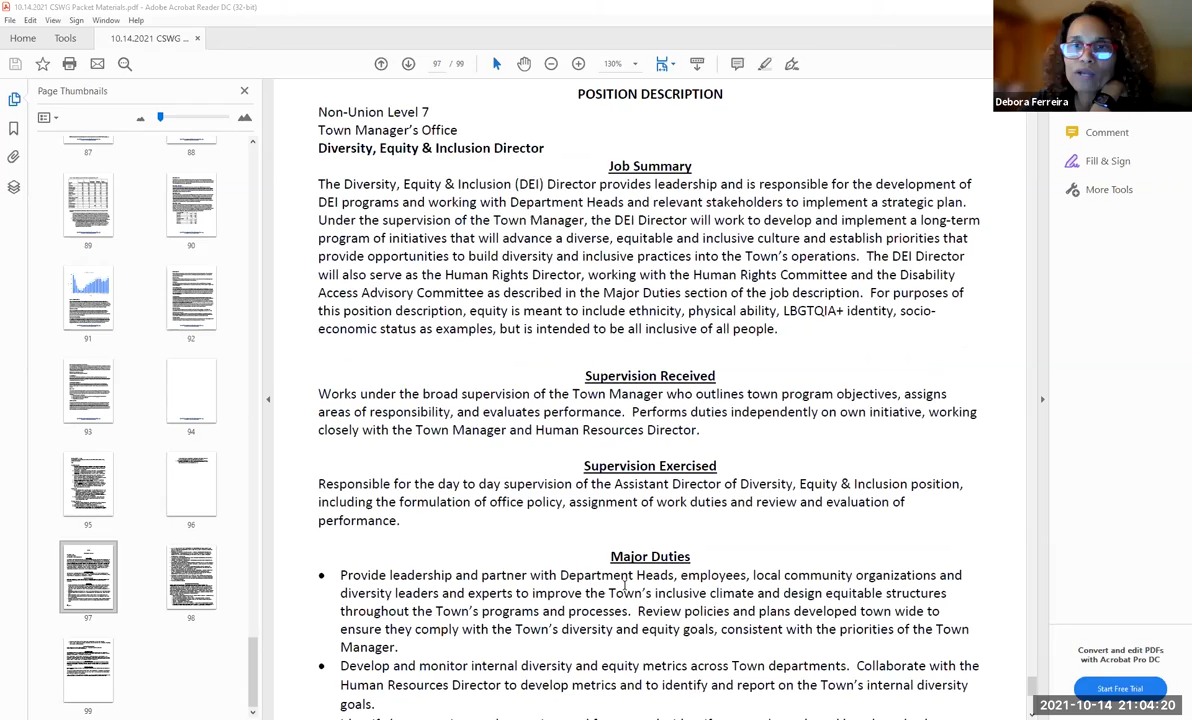 10.14.2021 CSWG Packet Materials.pdf - Adobe Acrobat Reader DC (32-bit)
File Edit View Sign Window Help
Home Tools 10.14.2021 CSWG ... ×
97 / 99 130%
Page Thumbnails
87 88
89 90
91 92
93 94
95 96
97 98
99
POSITION DESCRIPTION
Non-Union Level 7
Town Manager's Office
Diversity, Equity & Inclusion Director
Job Summary
The Diversity, Equity & Inclusion (DEI) Director provides leadership and is responsible for the development of
DEI programs and working with Department Heads and relevant stakeholders to implement a strategic plan.
Under the supervision of the Town Manager, the DEI Director will work to develop and implement a long-term
program of initiatives that will advance a diverse, equitable and inclusive culture and establish priorities that
provide opportunities to build diversity and inclusive practices into the Town's operations. The DEI Director
will also serve as the Human Rights Director, working with the Human Rights Committee and the Disability
Access Advisory Committee as described in the Major Duties section of the job description. For purposes of
this position description, equity is meant to include ethnicity, physical ability, LBGTQIA+ identity, socio-
economic status as examples, but is intended to be all inclusive of all people.
Supervision Received
Works under the broad supervision of the Town Manager who outlines town program objectives, assigns
areas of responsibility, and evaluates performance. Performs duties independently on own initiative, working
closely with the Town Manager and Human Resources Director.
Supervision Exercised
Responsible for the day to day supervision of the Assistant Director of Diversity, Equity & Inclusion position,
including the formulation of office policy, assignment of work duties and review and evaluation of
performance.
Major Duties
• Provide leadership and partner with Department Heads, employees, local community organizations and
diversity leaders and experts to improve the Town's inclusive climate and design equitable structures
throughout the Town's programs and processes. Review policies and plans developed town wide to
ensure they comply with the Town's diversity and equity goals, consistent with the priorities of the Town
Manager.
• Develop and monitor internal diversity and equity metrics across Town departments. Collaborate with the
Human Resources Director to develop metrics and to identify and report on the Town's internal diversity
goals.
Debora Ferreira
Comment
Fill & Sign
More Tools
Convert and edit PDFs
with Acrobat Pro DC
Start Free Trial
2021-10-14 21:04:20